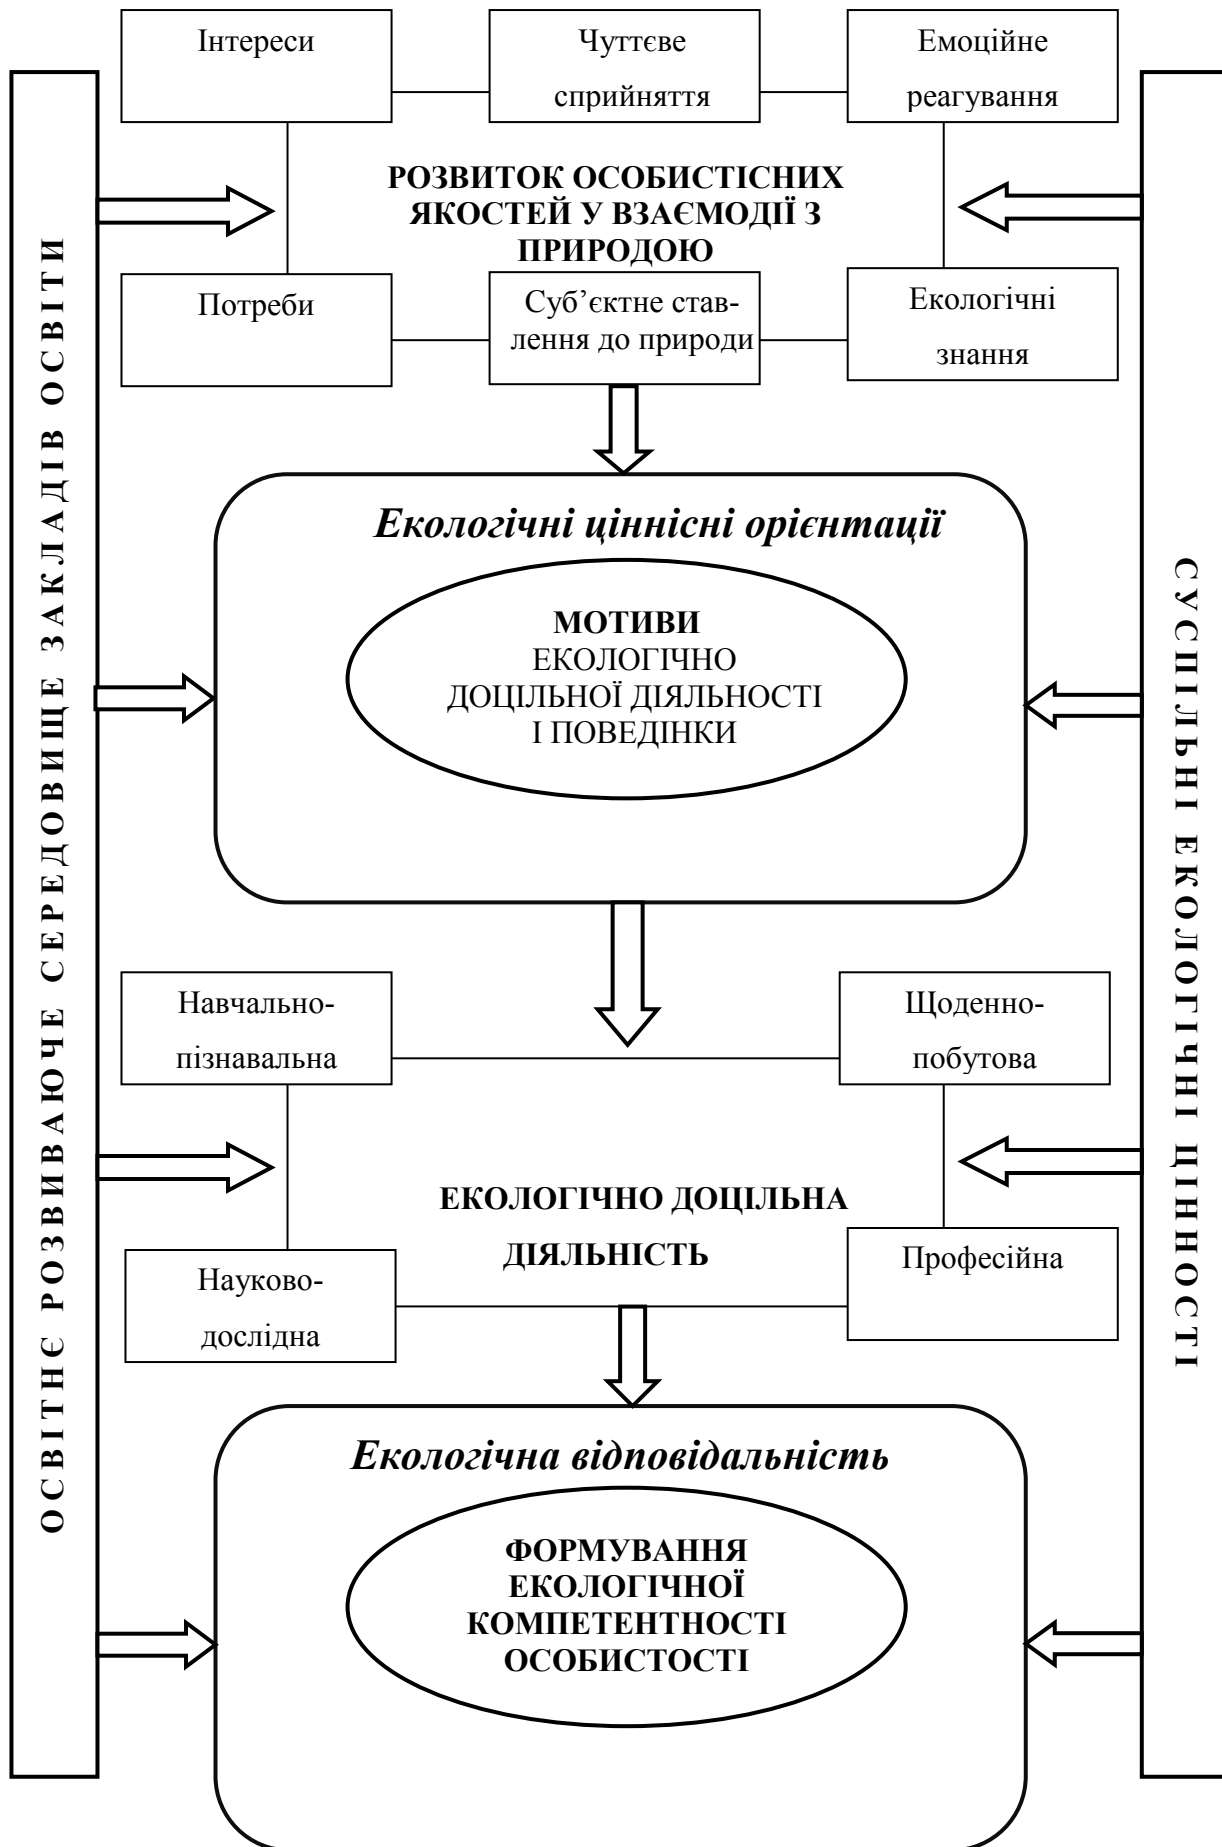 Інтереси
Чуттєве
сприйняття
Емоційне
реагування
РОЗВИТОК ОСОБИСТІСНИХ
ЯКОСТЕЙ У ВЗАЄМОДІЇ З
ПРИРОДОЮ
Потреби
Суб’єктне став-
лення до природи
Екологічні
знання
ОСВІТНЄ РОЗВИВАЮЧЕ СЕРЕДОВИЩЕ ЗАКЛАДІВ ОСВІТИ
СУСПІЛЬНІ ЕКОЛОГІЧНІ ЦІННОСТІ
Екологічні ціннісні орієнтації
МОТИВИ
ЕКОЛОГІЧНО
ДОЦІЛЬНОЇ ДІЯЛЬНОСТІ
І ПОВЕДІНКИ
Навчально-
пізнавальна
Щоденно-
побутова
ЕКОЛОГІЧНО ДОЦІЛЬНА
ДІЯЛЬНІСТЬ
Науково-
дослідна
Професійна
Екологічна відповідальність
ФОРМУВАННЯ
ЕКОЛОГІЧНОЇ
КОМПЕТЕНТНОСТІ
ОСОБИСТОСТІ